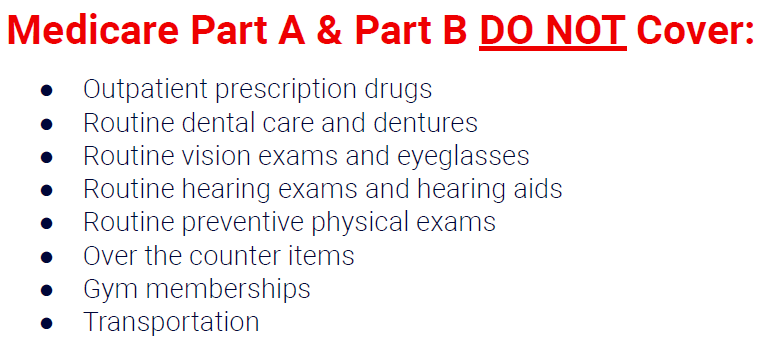 Medicare Part A & Part B DO NOT Cover:
● Outpatient prescription drugs
● Routine dental care and dentures
● Routine vision exams and eyeglasses
● Routine hearing exams and hearing aids
● Routine preventive physical exams
● Over the counter items
● Gym memberships
● Transportation